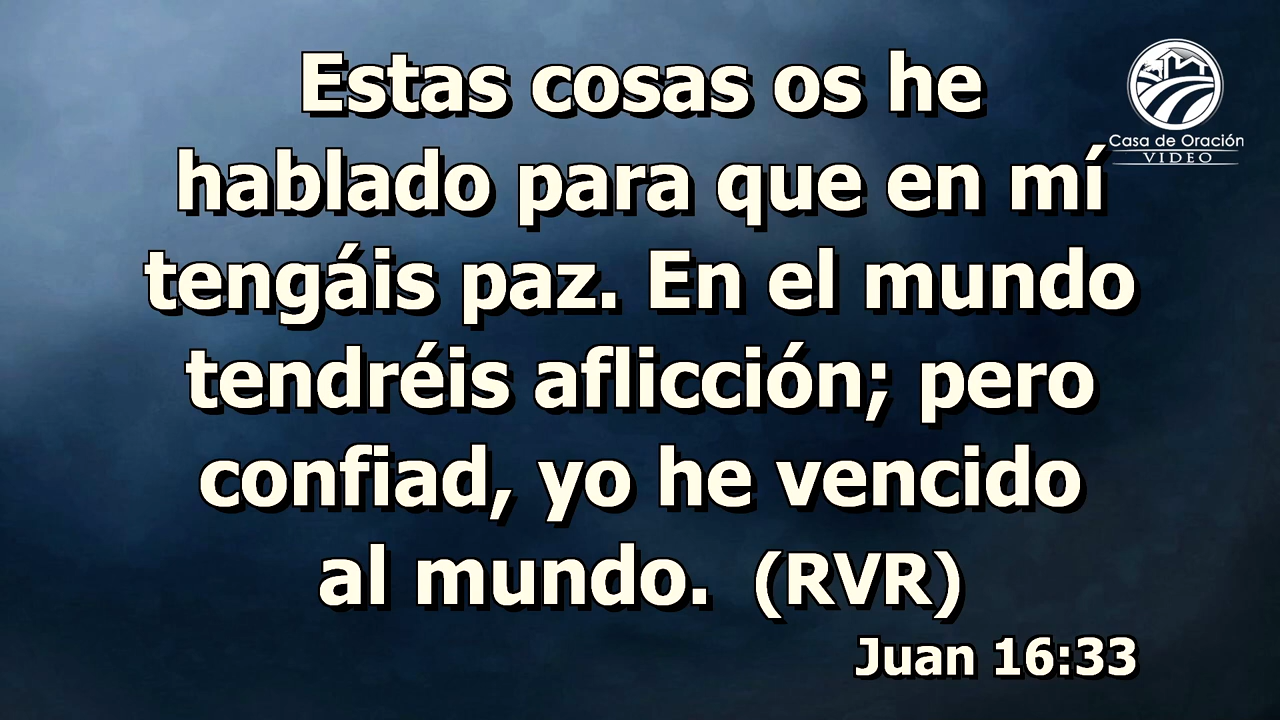 Estas cosas os he
hablado para que en mí
tengáis paz. En el mundo
tendréis aflicción; pero
confiad, yo he vencido
al mundo. (RVR)
Juan 16:33
Casa de Oración
VIDEO